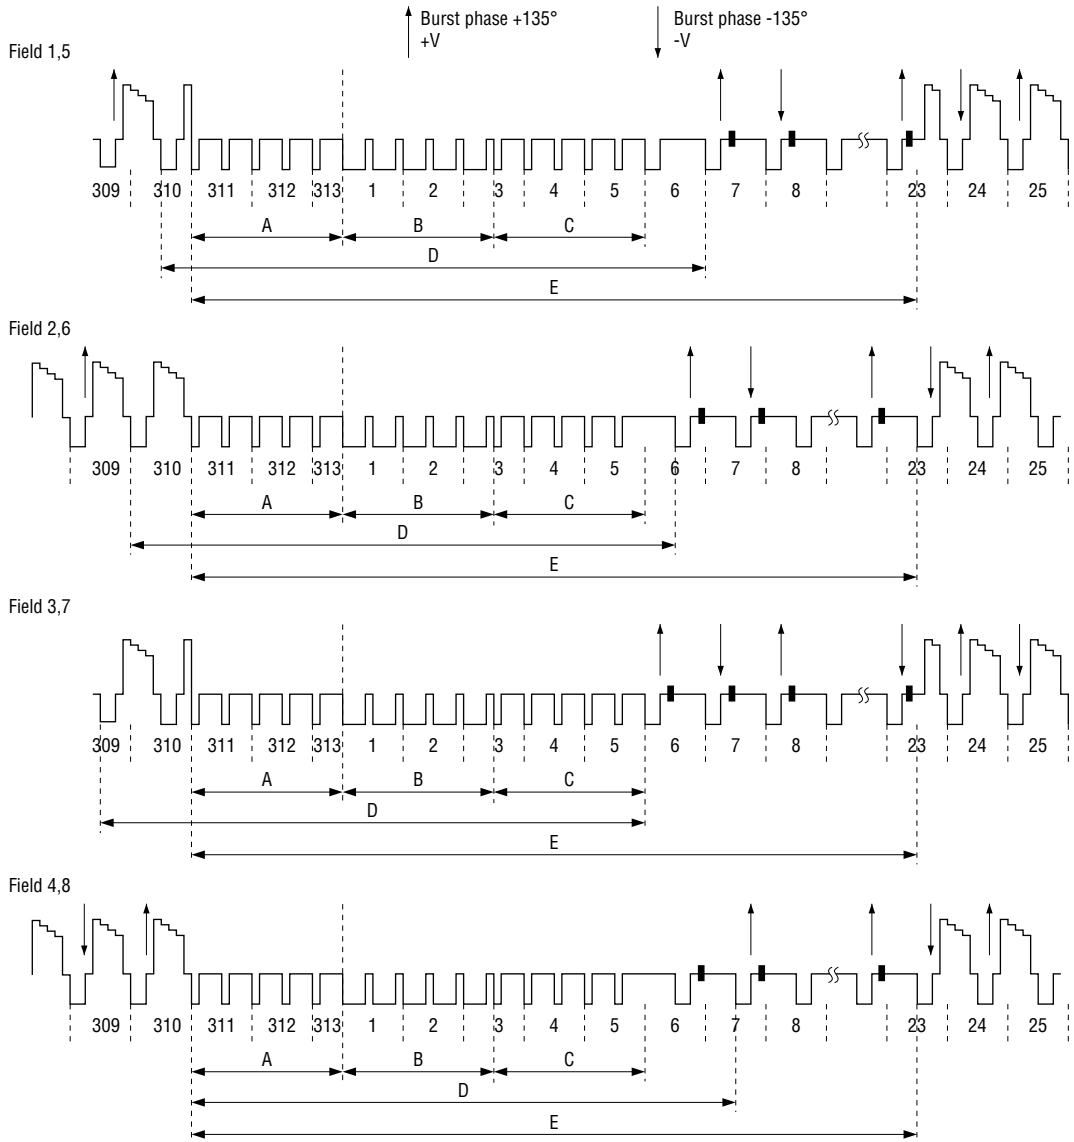 Burst phase +135°
+V
Burst phase -135°
-V
Field 1,5
309 310 311 312 313 1 2 3 4 5 6 7 8 23 24 25
A B C
D
E
Field 2,6
309 310 311 312 313 1 2 3 4 5 6 7 8 23 24 25
A B C
D
E
Field 3,7
309 310 311 312 313 1 2 3 4 5 6 7 8 23 24 25
A B C
D
E
Field 4,8
309 310 311 312 313 1 2 3 4 5 6 7 8 23 24 25
A B C
D
E